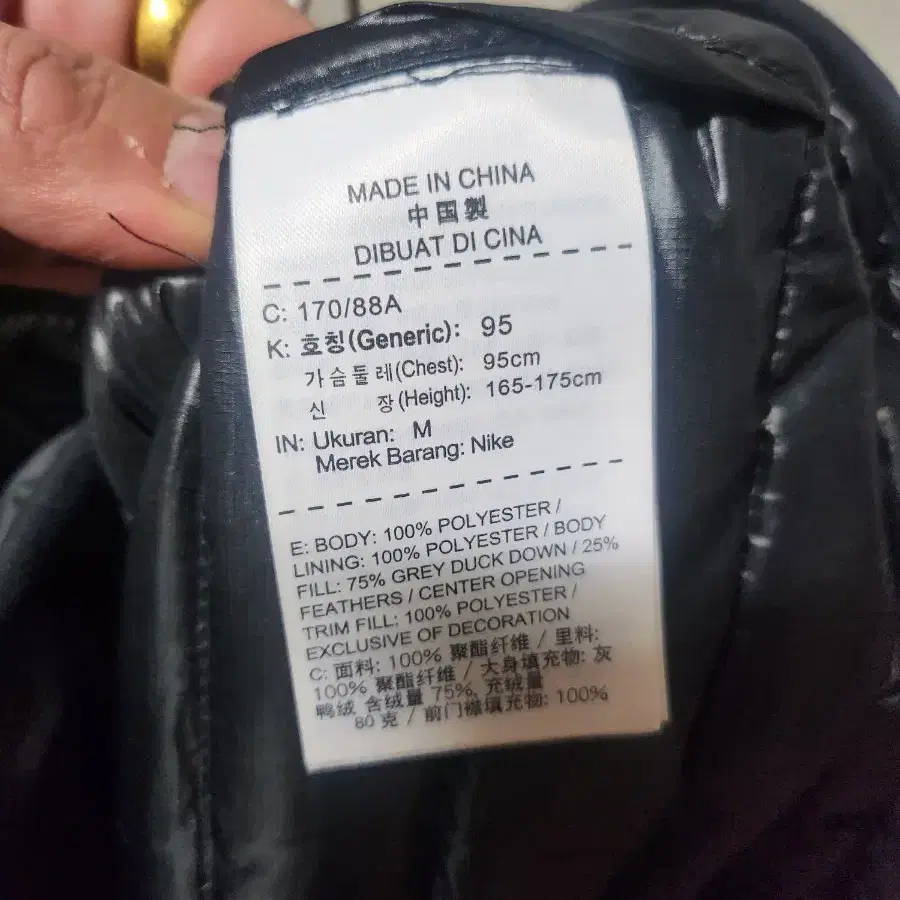 MADE IN CHINA
中国製
DIBUAT DI CINA
C: 170/88A
K: 호칭(Generic): 95
가슴둘레(Chest): 95cm
신 장(Height): 165-175cm
IN: Ukuran: M
Merek Barang: Nike
E: BODY: 100% POLYESTER /
LINING: 100% POLYESTER / BODY
FILL: 75% GREY DUCK DOWN / 25%
FEATHERS / CENTER OPENING
TRIM FILL: 100% POLYESTER /
EXCLUSIVE OF DECORATION
C: 面料: 100% 聚酯纤维 / 里料:
100% 聚酯纤维 / 大身填充物: 灰
鸭绒 含绒量 75%, 充绒量
80 克 / 前门襟填充物: 100%